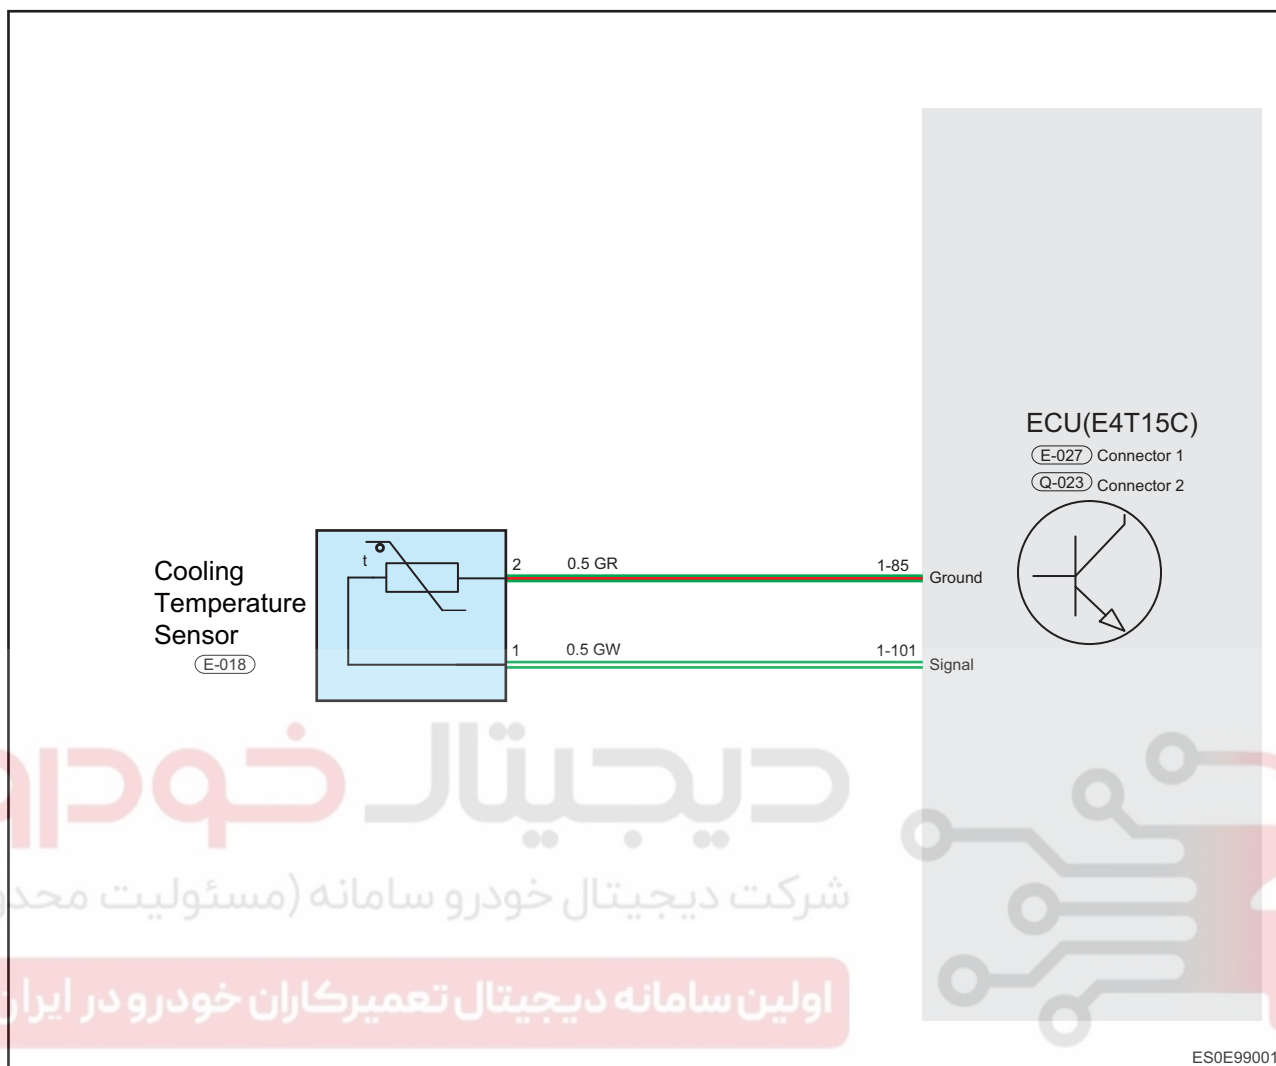 ECU(E4T15C)
E-027 Connector 1
Q-023 Connector 2
Cooling
Temperature
Sensor
E-018
t
2 0.5 GR 1-85 Ground
1 0.5 GW 1-101 Signal
دیجیتال خودرو
شرکت دیجیتال خودرو سامانه (مسئولیت
اولین سامانه دیجیتال تعمیرکاران خودرو در ایران
ES0E99001